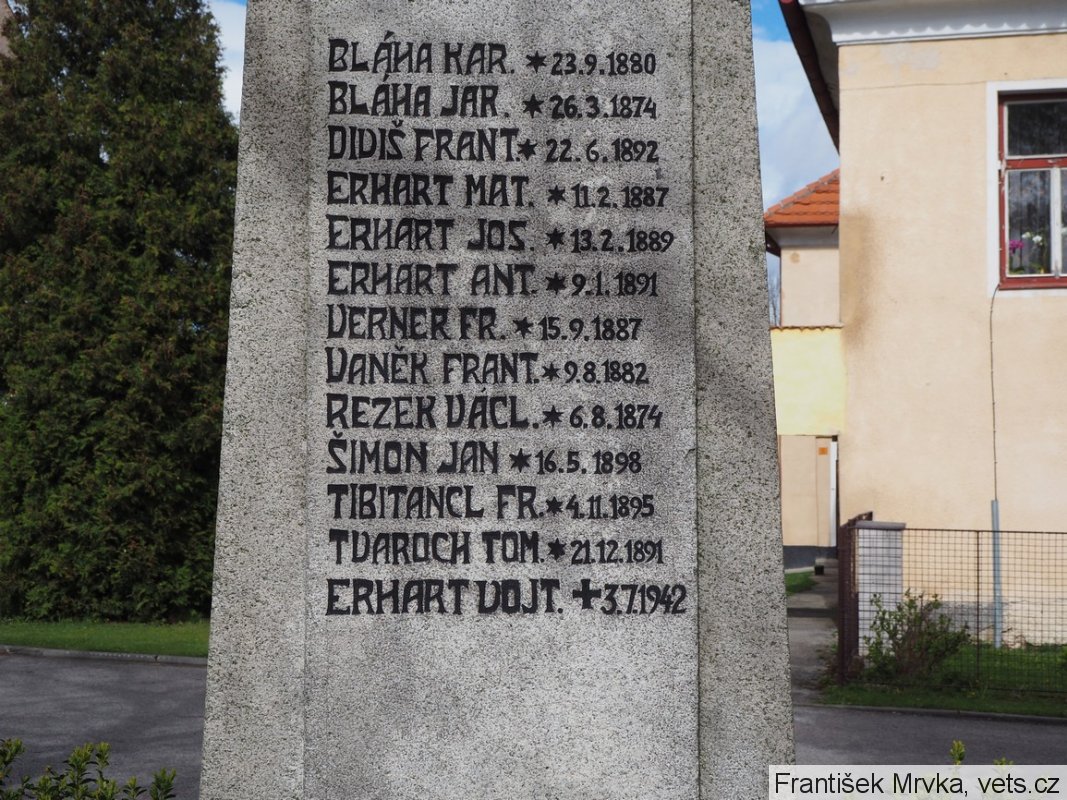 BLÁHA KAR. * 23.9.1880
BLÁHA JAR. * 26.3.1874
DIVIŠ FRANT. * 22.6.1892
ERHART MAT. * 11.2.1887
ERHART JOS. * 13.2.1889
ERHART ANT. * 9.1.1891
VERNER FR. * 15.9.1887
VANĚK FRANT. * 9.8.1882
REZEK VÁCL. * 6.8.1874
ŠIMON JAN * 16.5.1898
TIBITANCL FR. * 4.11.1895
TVAROCH TOM. * 21.12.1891
ERHART VOJT. ✚ 3.7.1942
František Mrvka, vets.cz